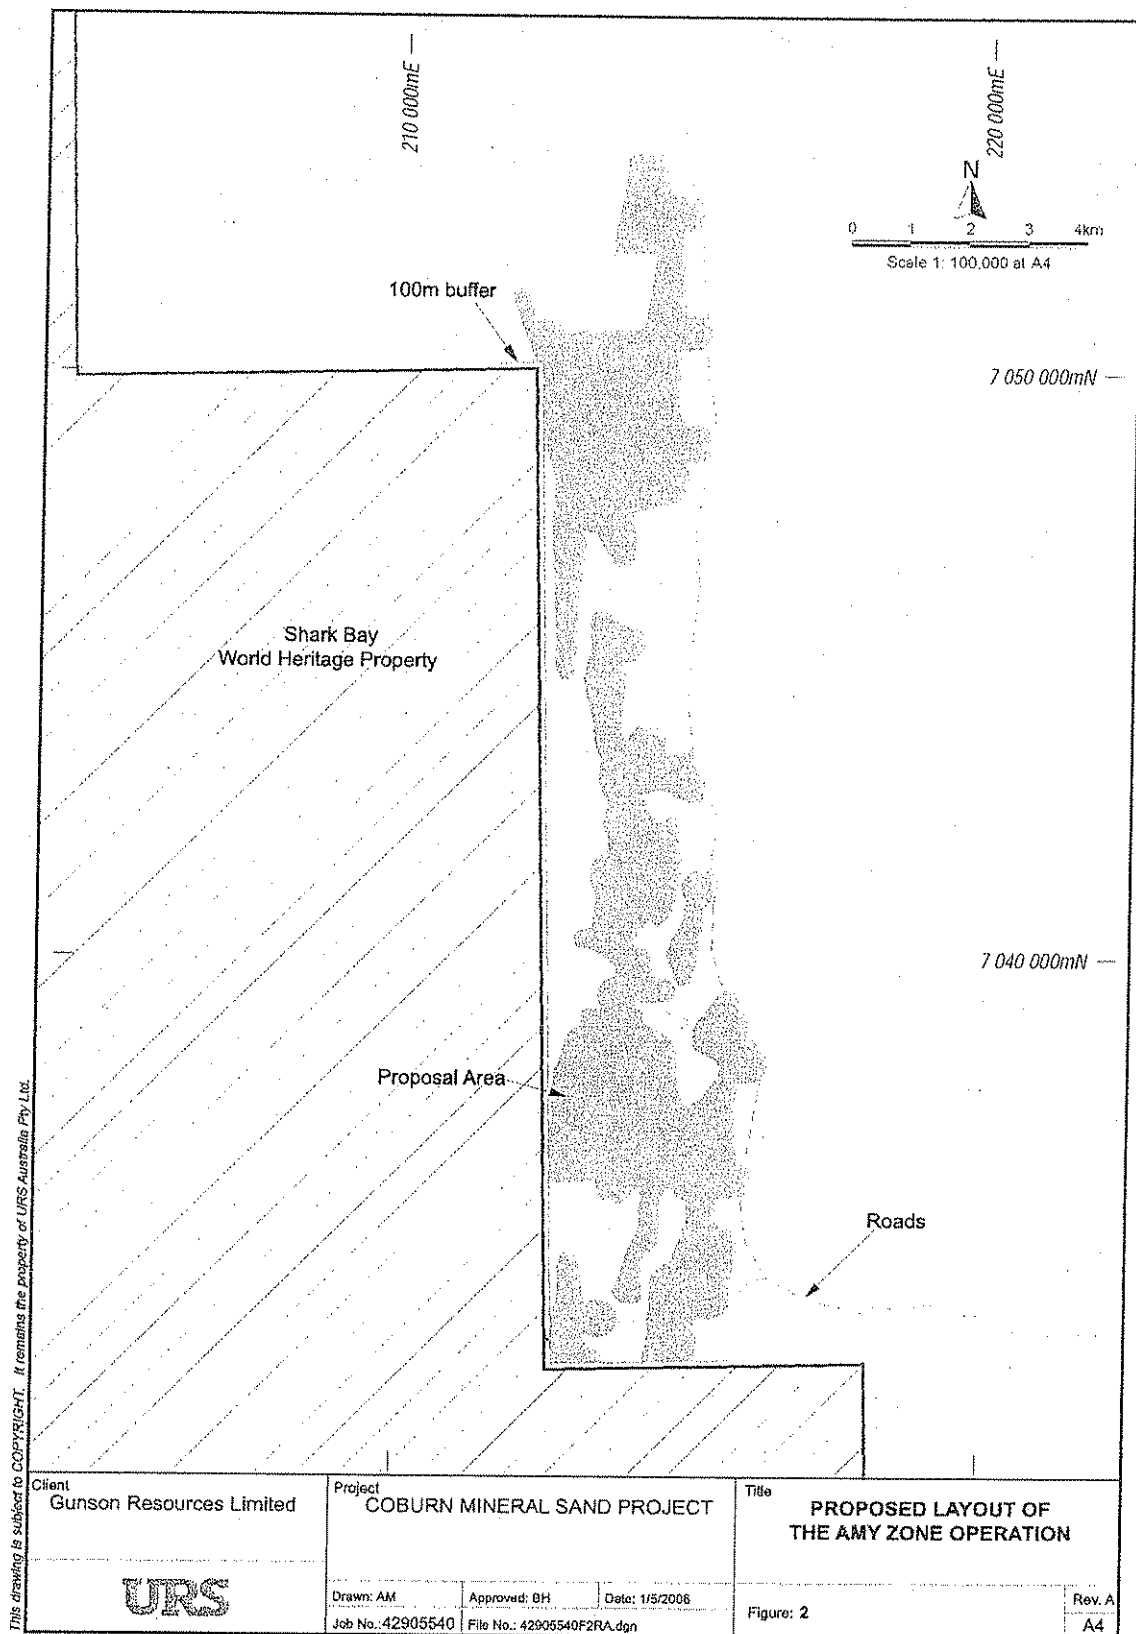 210 000mE
220 000mE
N
0 1 2 3 4km
Scale 1: 100,000 at A4
100m buffer
7 050 000mN
Shark Bay
World Heritage Property
7 040 000mN
Proposal Area
Roads
This drawing is subject to COPYRIGHT. It remains the property of URS Australia Pty Ltd.
Client
Gunson Resources Limited
URS
Project
COBURN MINERAL SAND PROJECT
Drawn: AM
Approved: BH
Date: 1/5/2006
Job No.: 42905540
File No.: 42905540F2RA.dgn
Title
PROPOSED LAYOUT OF
THE AMY ZONE OPERATION
Figure: 2
Rev. A
A4